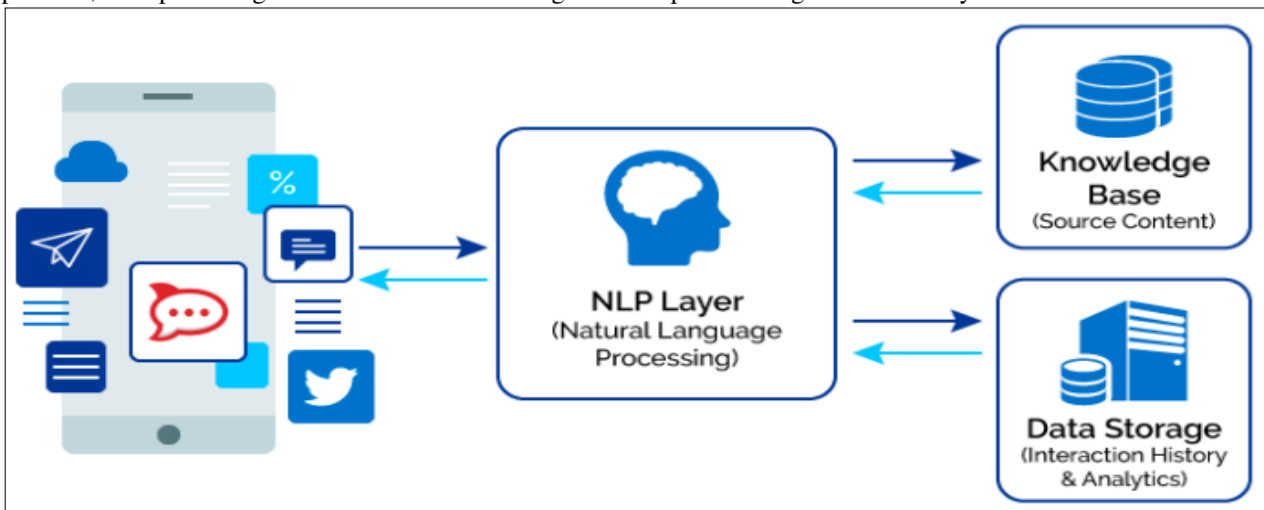 %
NLP Layer
(Natural Language
Processing)
Knowledge
Base
(Source Content)
Data Storage
(Interaction History
& Analytics)